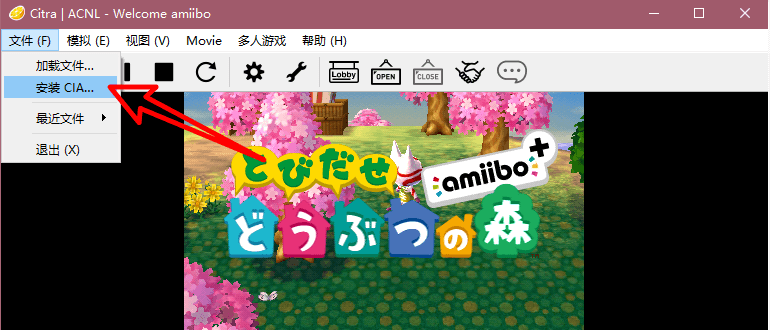 Citra | ACNL - Welcome amiibo
文件 (F) 模拟 (E) 视图 (V) Movie 多人游戏 帮助 (H)
加载文件...
安装 CIA...
最近文件
退出 (X)
Lobby OPEN CLOSE
とびだせ
amiibo+
どうぶつの森